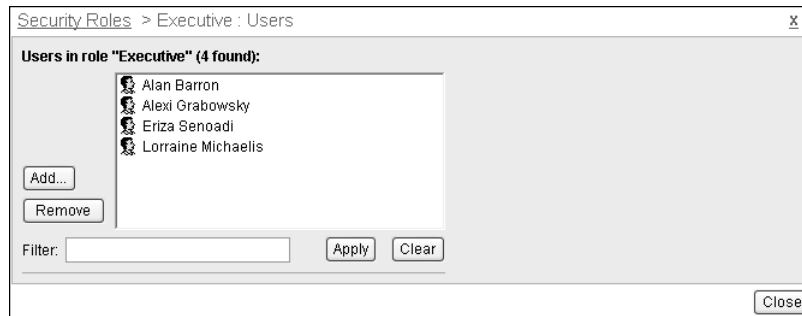 Security Roles > Executive : Users
x
Users in role "Executive" (4 found):
Alan Barron
Alexi Grabowsky
Eriza Senoadi
Lorraine Michaelis
Add...
Remove
Filter:
Apply
Clear
Close